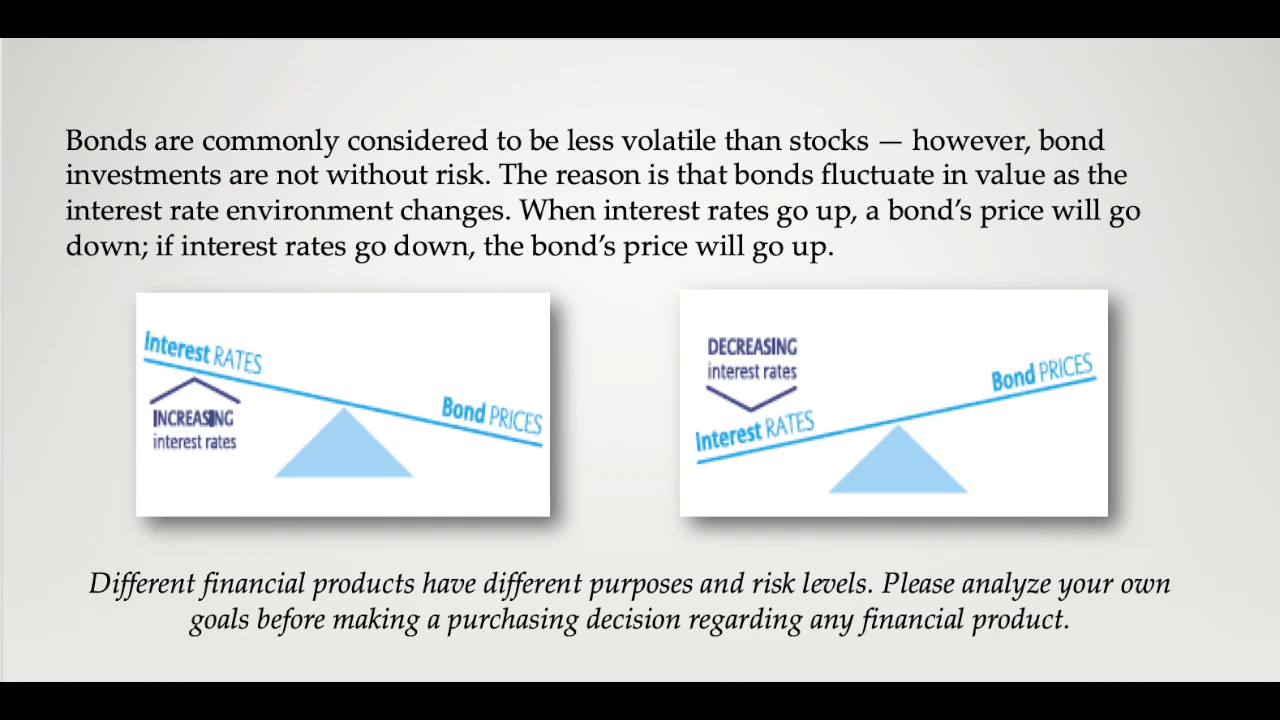 Bonds are commonly considered to be less volatile than stocks — however, bond
investments are not without risk. The reason is that bonds fluctuate in value as the
interest rate environment changes. When interest rates go up, a bond’s price will go
down; if interest rates go down, the bond’s price will go up.
Interest RATES
INCREASING
interest rates
Bond PRICES
DECREASING
interest rates
Interest RATES
Bond PRICES
Different financial products have different purposes and risk levels. Please analyze your own
goals before making a purchasing decision regarding any financial product.